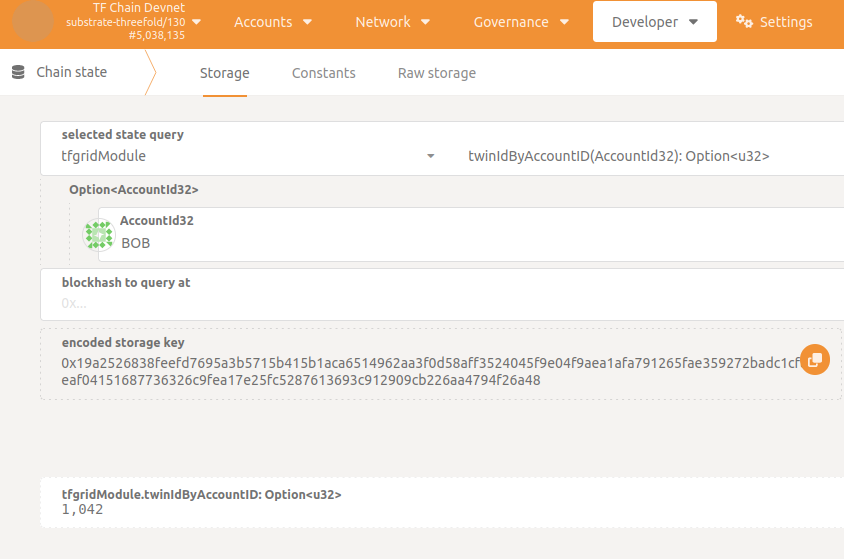 TF Chain Devnet
substrate-threefold/130
#5,038,135
Accounts
Network
Governance
Developer
Settings
Chain state
Storage
Constants
Raw storage
selected state query
tfgridModule
twinIdByAccountID(AccountId32): Option<u32>
Option<AccountId32>
AccountId32
BOB
blockhash to query at
0x...
encoded storage key
0x19a2526838feefd7695a3b5715b415b1aca6514962aa3f0d58aff3524045f9e04f9aea1afa791265fae359272badc1cf
eaf04151687736326c9fea17e25fc5287613693c912909cb226aa4794f26a48
tfgridModule.twinIdByAccountID: Option<u32>
1,042